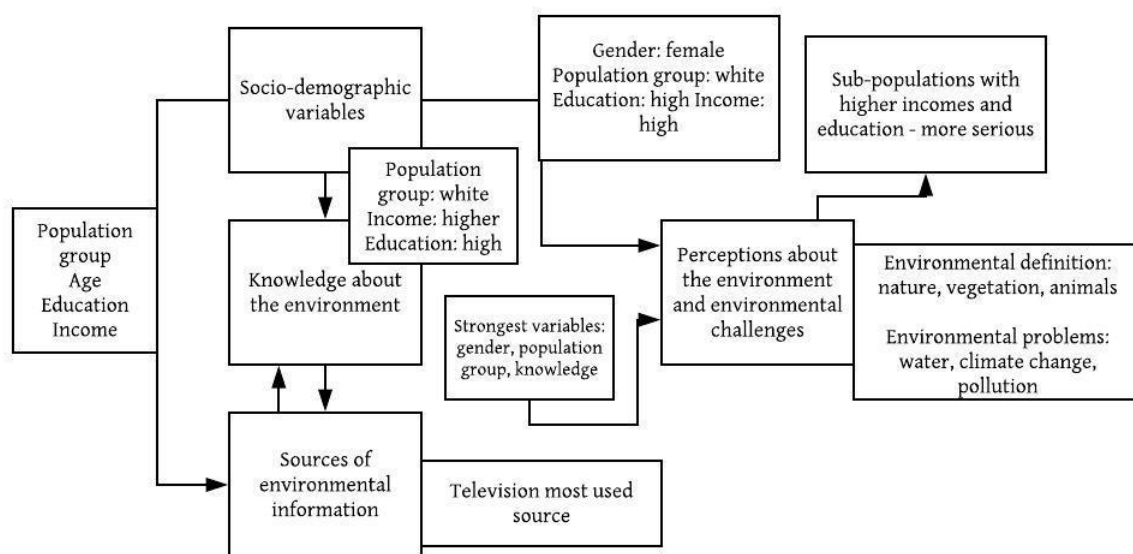 Socio-demographic
variables
Gender: female
Population group: white
Education: high Income:
high
Sub-populations with
higher incomes and
education - more serious
Population
group: white
Income: higher
Education: high
Population
group
Age
Education
Income
Knowledge about
the environment
Perceptions about
the environment
and environmental
challenges
Environmental definition:
nature, vegetation, animals
Environmental problems:
water, climate change,
pollution
Strongest variables:
gender, population
group, knowledge
Sources of
environmental
information
Television most used
source